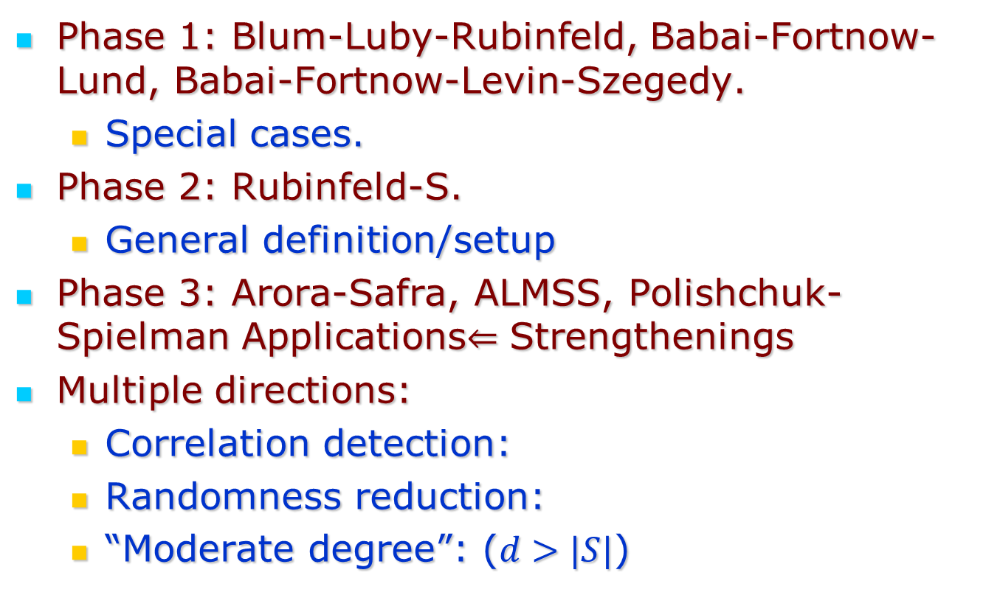 Phase 1: Blum-Luby-Rubinfeld, Babai-Fortnow-
Lund, Babai-Fortnow-Levin-Szegedy.
Special cases.
Phase 2: Rubinfeld-S.
General definition/setup
Phase 3: Arora-Safra, ALMSS, Polishchuk-
Spielman Applications⇐ Strengthenings
Multiple directions:
Correlation detection:
Randomness reduction:
“Moderate degree”: (𝑑 > |𝑆|)